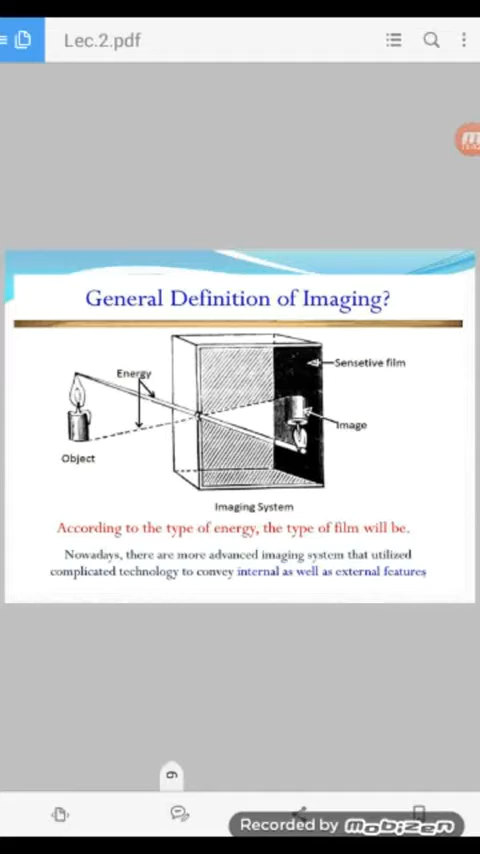 Lec.2.pdf
General Definition of Imaging?
Energy
Sensetive film
Image
Object
Imaging System
According to the type of energy, the type of film will be.
Nowadays, there are more advanced imaging system that utilized
complicated technology to convey internal as well as external features
Recorded by mobizen